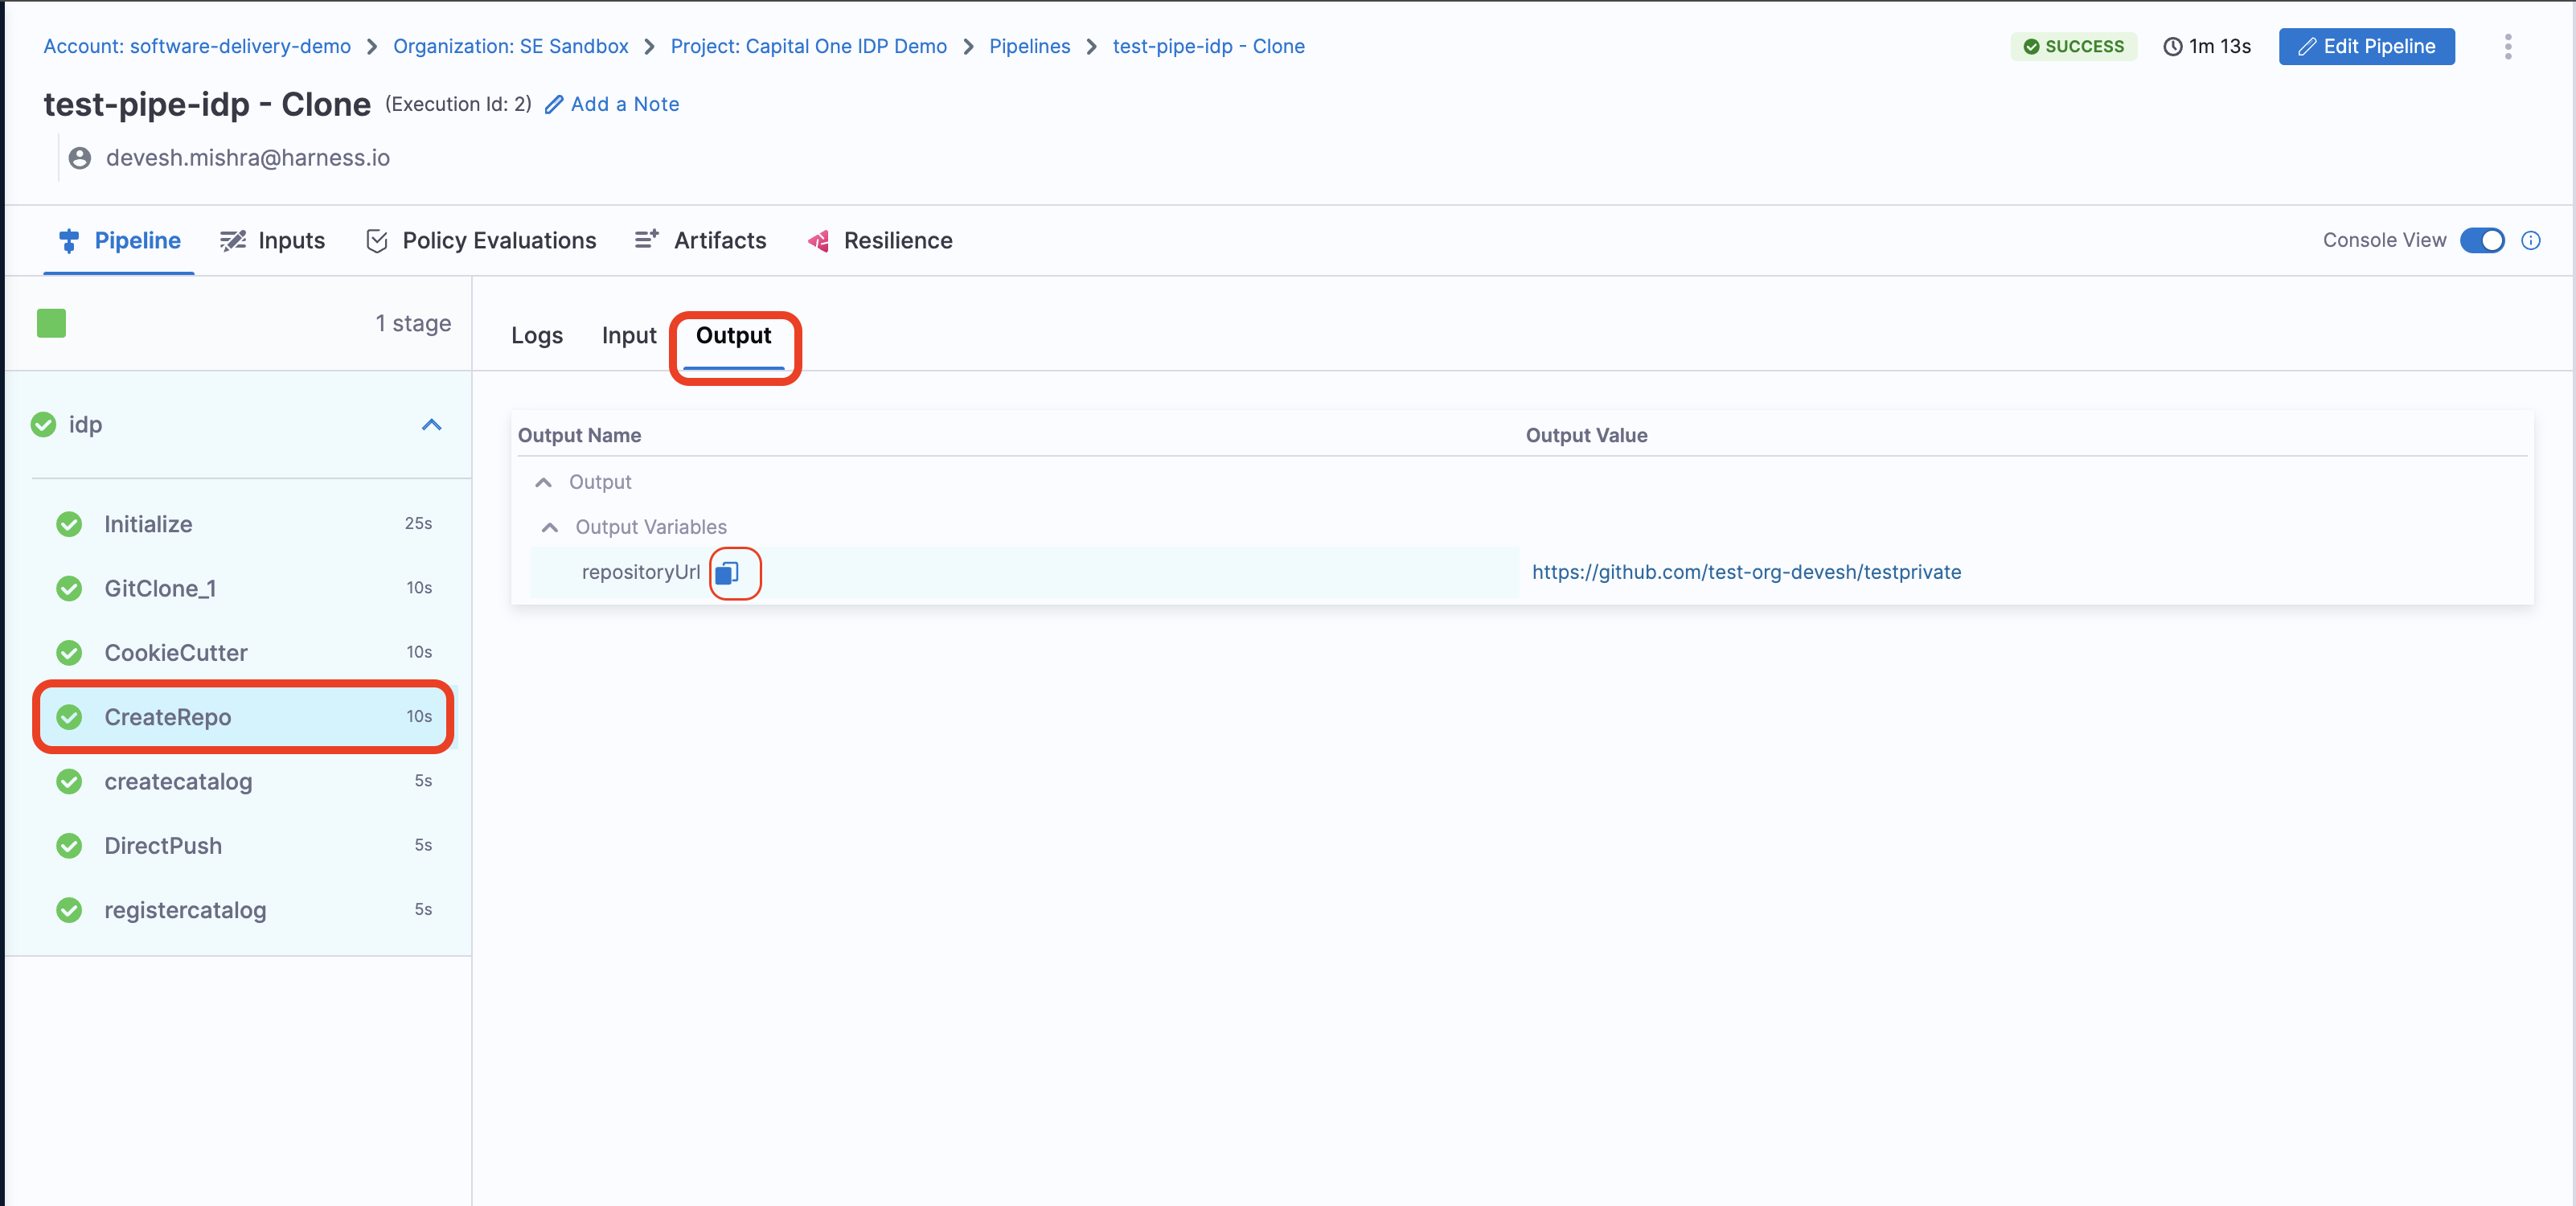 Account: software-delivery-demo > Organization: SE Sandbox > Project: Capital One IDP Demo > Pipelines > test-pipe-idp - Clone
SUCCESS 1m 13s Edit Pipeline
test-pipe-idp - Clone (Execution Id: 2) Add a Note
devesh.mishra@harness.io
Pipeline Inputs Policy Evaluations Artifacts Resilience Console View
1 stage
Logs Input Output
idp
Initialize 25s
GitClone_1 10s
CookieCutter 10s
CreateRepo 10s
createcatalog 5s
DirectPush 5s
registercatalog 5s
Output Name Output Value
Output
Output Variables
repositoryUrl https://github.com/test-org-devesh/testprivate